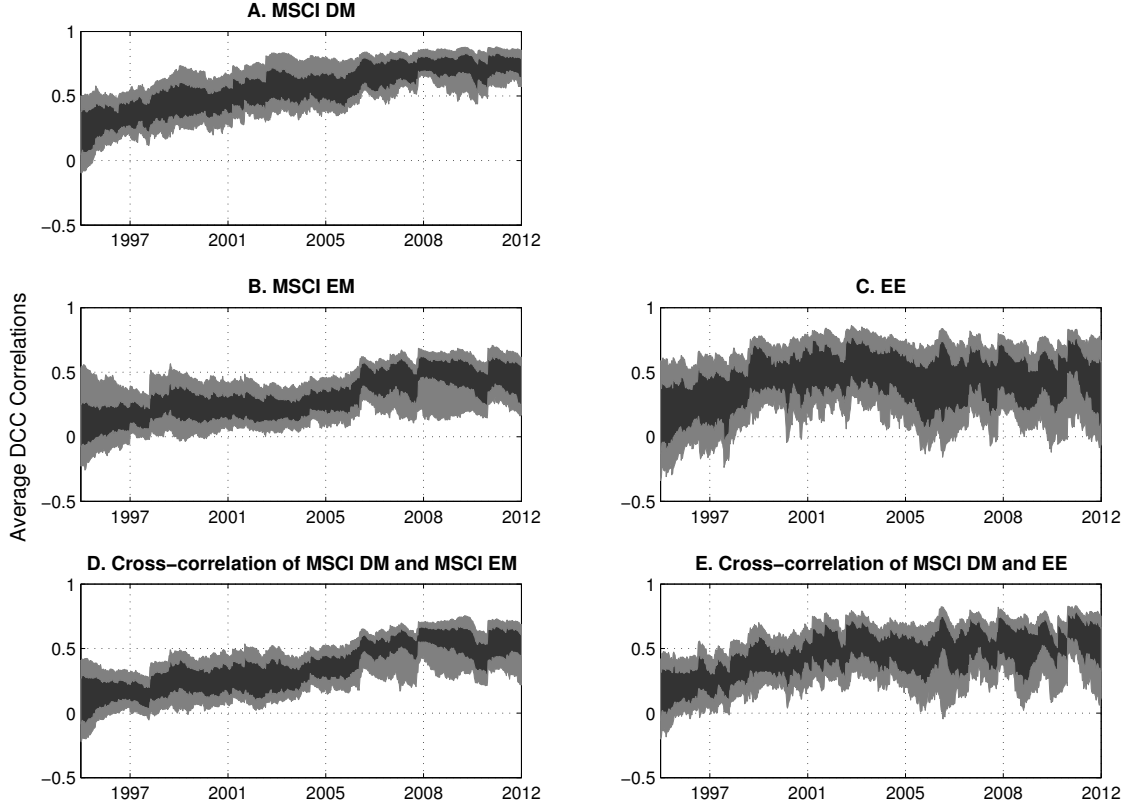 A. MSCI DM
1
0.5
0
−0.5
1997 2001 2005 2008 2012
Average DCC Correlations
B. MSCI EM
1
0.5
0
−0.5
1997 2001 2005 2008 2012
C. EE
1
0.5
0
−0.5
1997 2001 2005 2008 2012
D. Cross−correlation of MSCI DM and MSCI EM
1
0.5
0
−0.5
1997 2001 2005 2008 2012
E. Cross−correlation of MSCI DM and EE
1
0.5
0
−0.5
1997 2001 2005 2008 2012